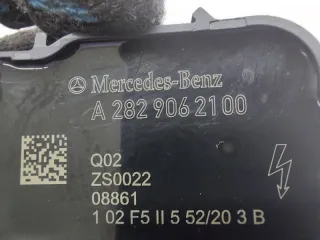 Mercedes-Benz
A 282 906 21 00
Q02
ZS0022
08861
1 02 F5 II 5 52/20 3 B